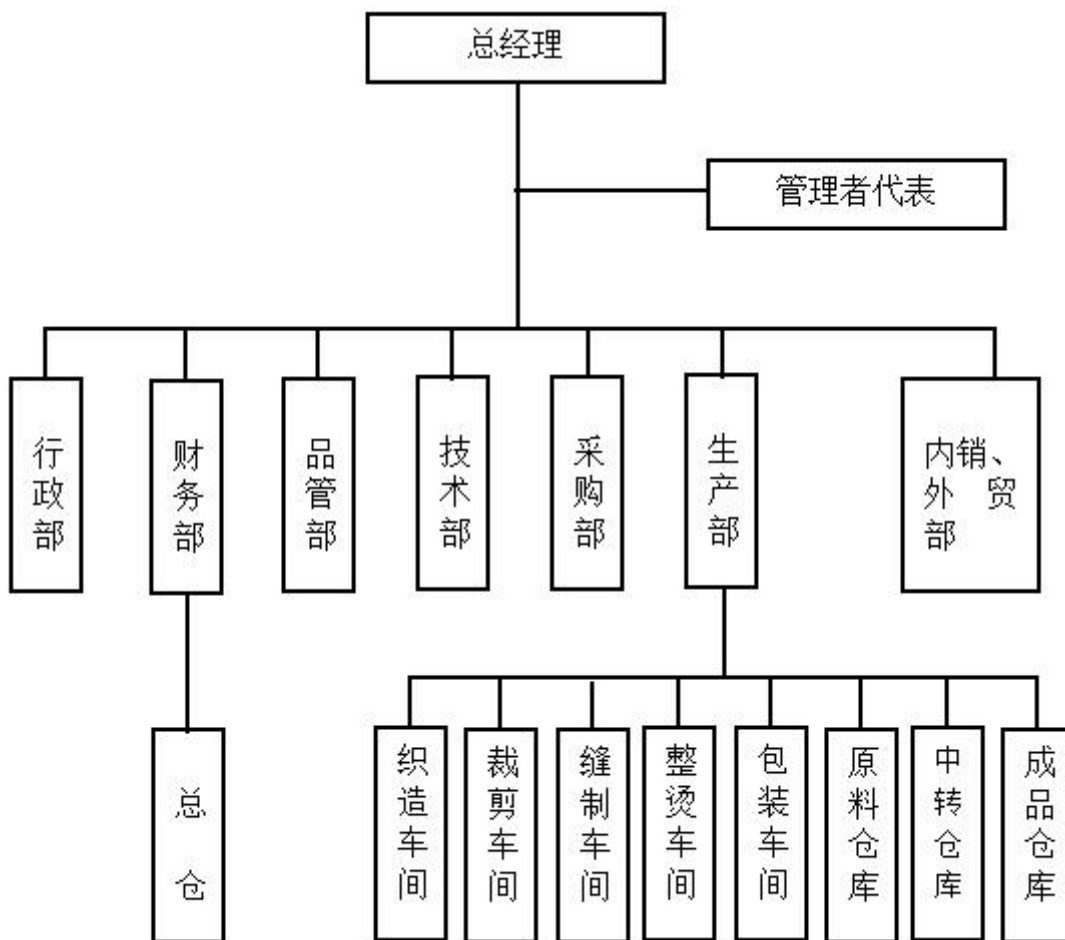 总经理
管理者代表
行政部
财务部
品管部
技术部
采购部
生产部
内销、
外 贸
部
总 仓
织造车间
裁剪车间
缝制车间
整烫车间
包装车间
原料仓库
中转仓库
成品仓库